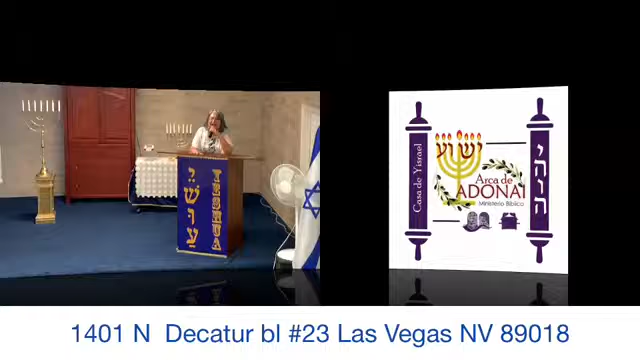 יֵשׁוּעַ
YESHUA
Casa de Yisrael
ישוע
Arca de
ADONAI
Ministerio Bíblico
יהוה
1401 N  Decatur bl #23 Las Vegas NV 89018